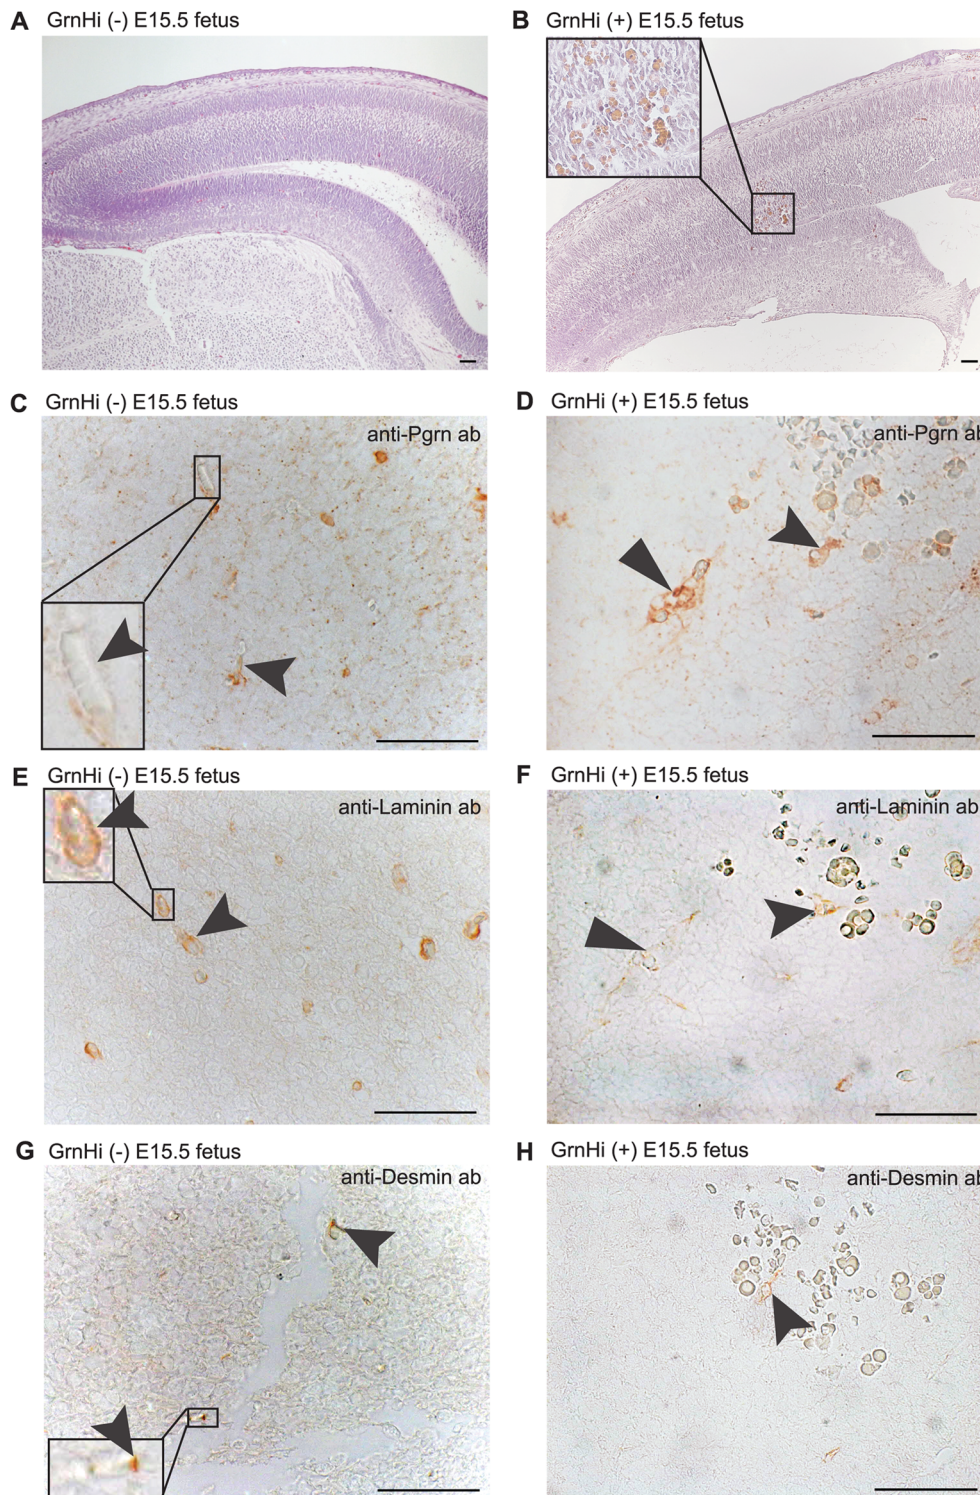 A GrnHi (-) E15.5 fetus
B GrnHi (+) E15.5 fetus
C GrnHi (-) E15.5 fetus
anti-Pgrn ab
D GrnHi (+) E15.5 fetus
anti-Pgrn ab
E GrnHi (-) E15.5 fetus
anti-Laminin ab
F GrnHi (+) E15.5 fetus
anti-Laminin ab
G GrnHi (-) E15.5 fetus
anti-Desmin ab
H GrnHi (+) E15.5 fetus
anti-Desmin ab